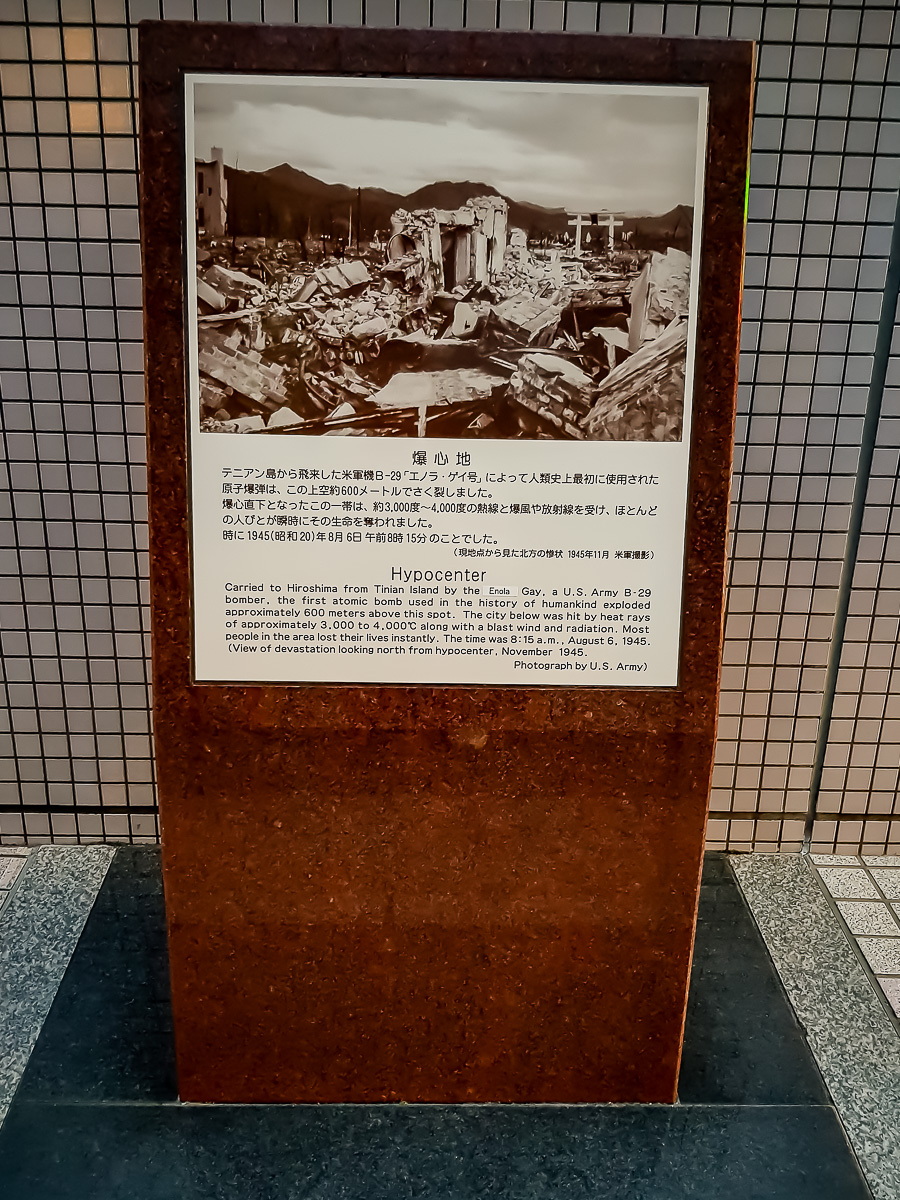 爆心地
テニアン島から飛来した米軍機B-29「エノラ・ゲイ号」によって人類史上最初に使用された
原子爆弾は、この上空約600メートルでさく裂しました。
爆心直下となったこの一帯は、約3,000度～4,000度の熱線と爆風や放射線を受け、ほとんど
の人びとが瞬時にその生命を奪われました。
時に1945(昭和20)年8月6日午前8時15分のことでした。
（現地点から見た北方の惨状 1945年11月 米軍撮影）
Hypocenter
Carried to Hiroshima from Tinian Island by the Enola Gay, a U.S. Army B-29
bomber, the first atomic bomb used in the history of humankind exploded
approximately 600 meters above this spot. The city below was hit by heat rays
of approximately 3,000 to 4,000℃ along with a blast wind and radiation. Most
people in the area lost their lives instantly. The time was 8:15 a.m., August 6, 1945.
(View of devastation looking north from hypocenter, November 1945.
Photograph by U.S. Army)